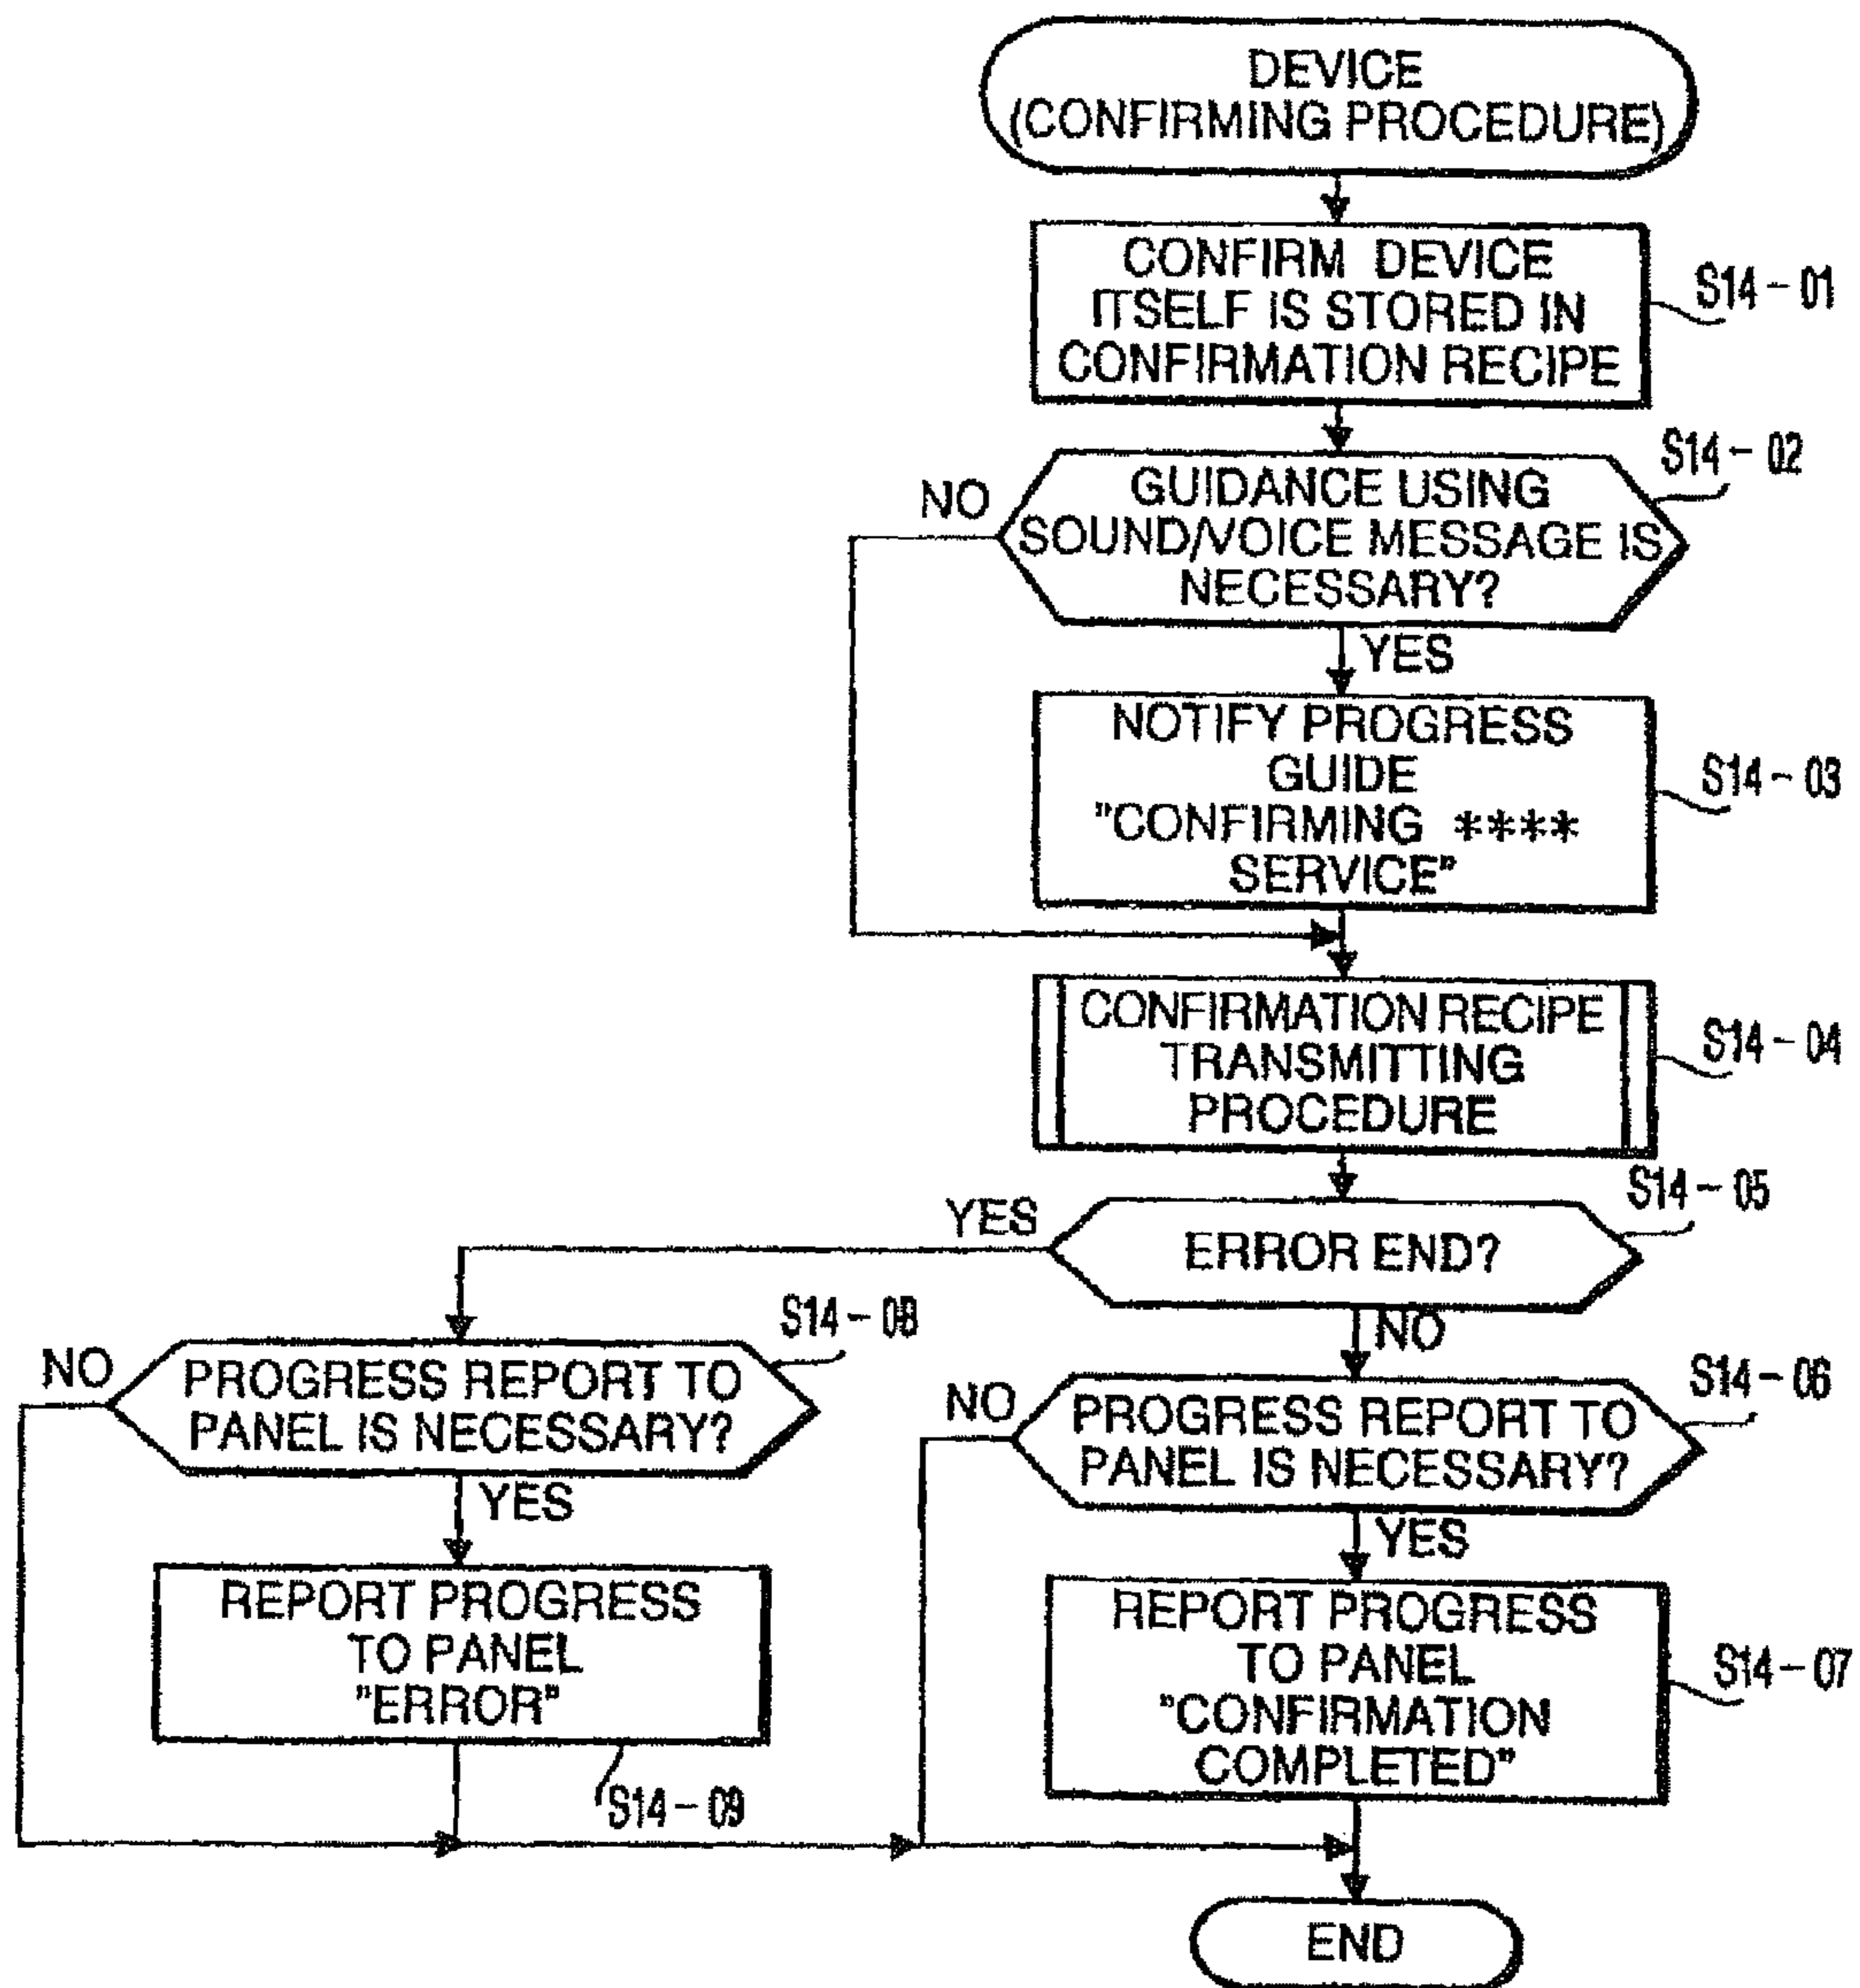 DEVICE
(CONFIRMING PROCEDURE)
CONFIRM DEVICE
ITSELF IS STORED IN
CONFIRMATION RECIPE
S14-01
S14-02
GUIDANCE USING
SOUND/VOICE MESSAGE IS
NECESSARY?
NO
YES
NOTIFY PROGRESS
GUIDE
"CONFIRMING ****
SERVICE"
S14-03
CONFIRMATION RECIPE
TRANSMITTING
PROCEDURE
S14-04
S14-05
YES
ERROR END?
NO
S14-08
NO
PROGRESS REPORT TO
PANEL IS NECESSARY?
YES
S14-06
NO
PROGRESS REPORT TO
PANEL IS NECESSARY?
YES
REPORT PROGRESS
TO PANEL
"ERROR"
S14-09
REPORT PROGRESS
TO PANEL
"CONFIRMATION
COMPLETED"
S14-07
END